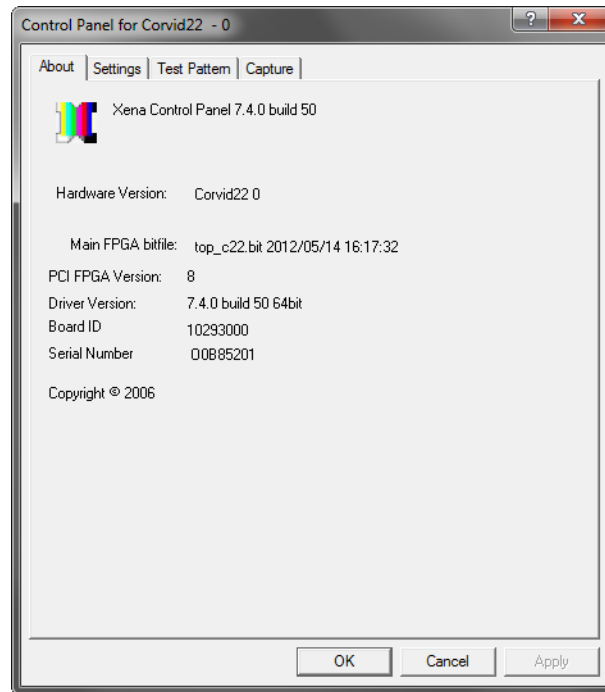 Control Panel for Corvid22 - 0
About Settings Test Pattern Capture
Xena Control Panel 7.4.0 build 50
Hardware Version: Corvid22 0
Main FPGA bitfile: top_c22.bit 2012/05/14 16:17:32
PCI FPGA Version: 8
Driver Version: 7.4.0 build 50 64bit
Board ID 10293000
Serial Number O0B85201
Copyright © 2006
OK Cancel Apply